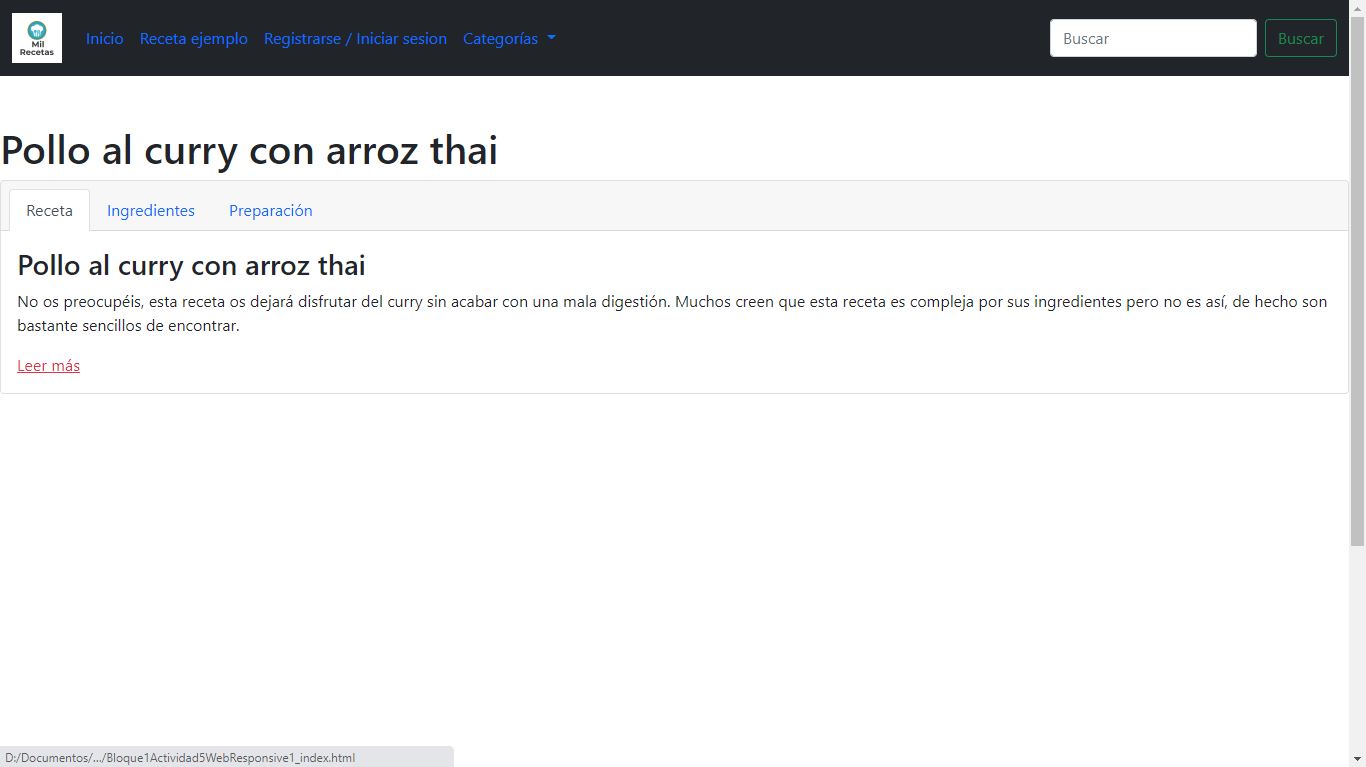 Mil
Recetas
Inicio Receta ejemplo Registrarse / Iniciar sesion Categorías Buscar Buscar
Pollo al curry con arroz thai
Receta Ingredientes Preparación
Pollo al curry con arroz thai
No os preocupéis, esta receta os dejará disfrutar del curry sin acabar con una mala digestión. Muchos creen que esta receta es compleja por sus ingredientes pero no es así, de hecho son
bastante sencillos de encontrar.
Leer más
D:/Documentos/.../Bloque1Actividad5WebResponsive1_index.html